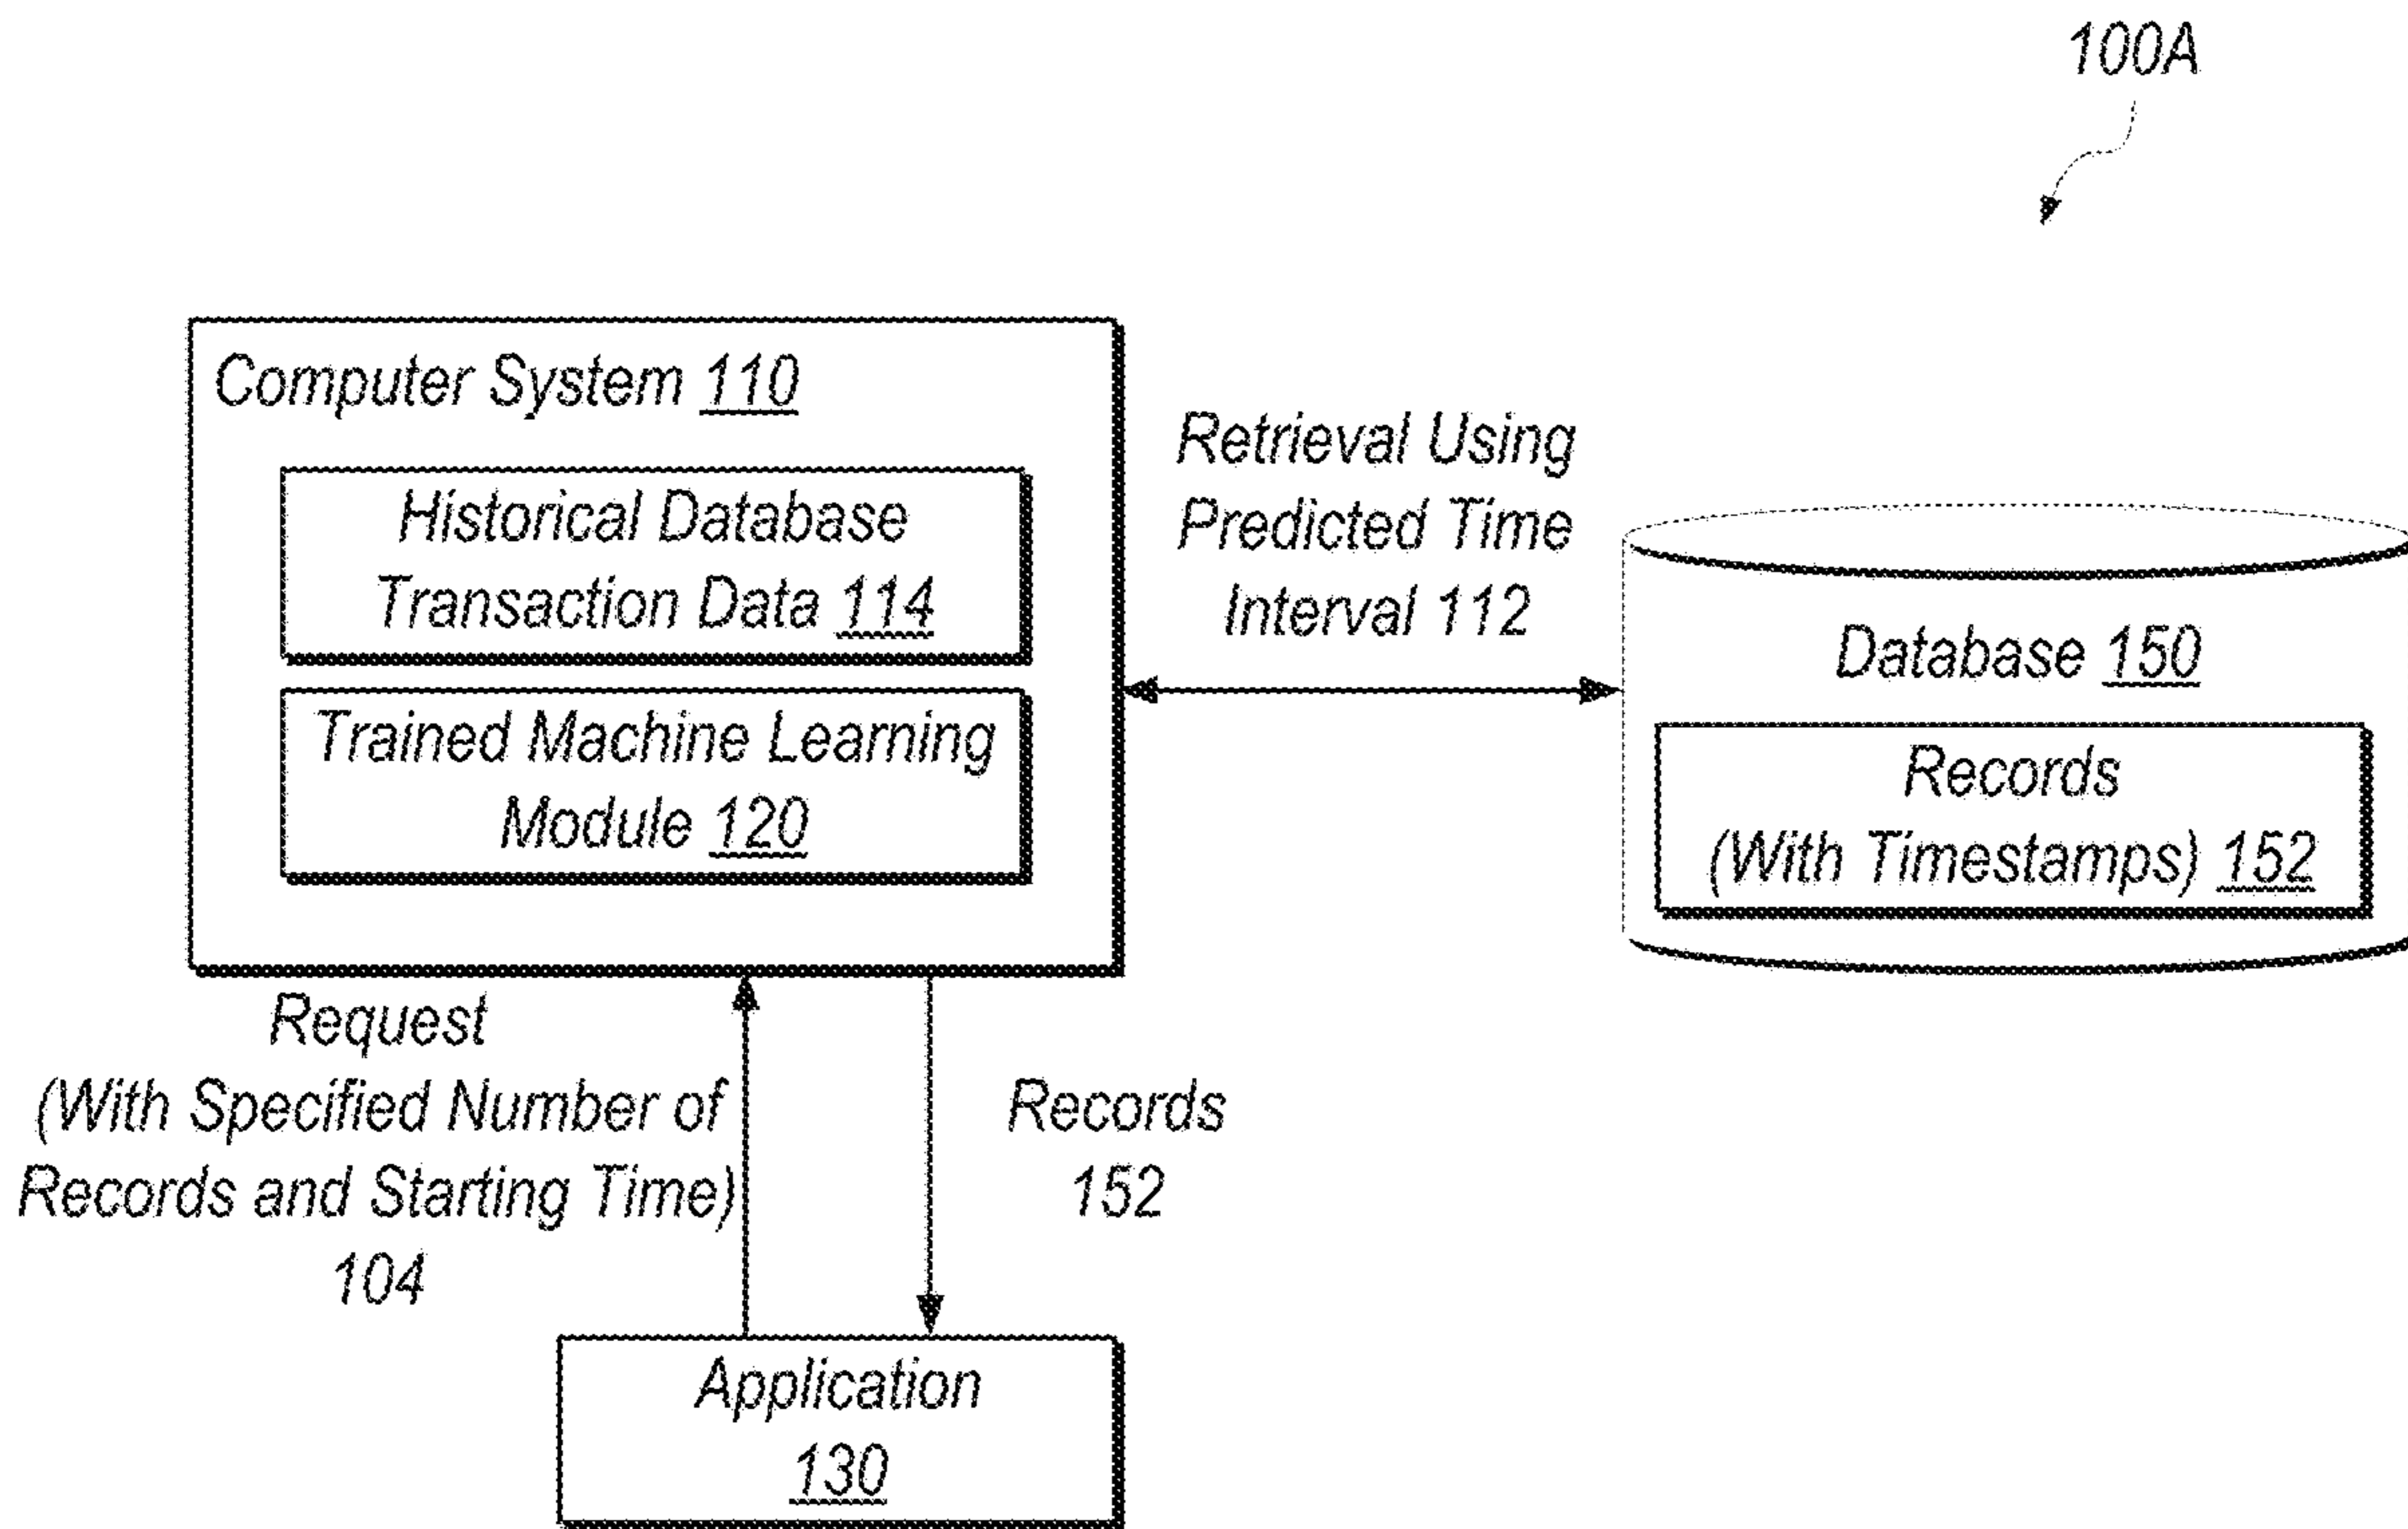 100A
Computer System 110
Historical Database
Transaction Data 114
Trained Machine Learning
Module 120
Retrieval Using
Predicted Time
Interval 112
Database 150
Records
(With Timestamps) 152
Request
(With Specified Number of
Records and Starting Time)
104
Records
152
Application
130